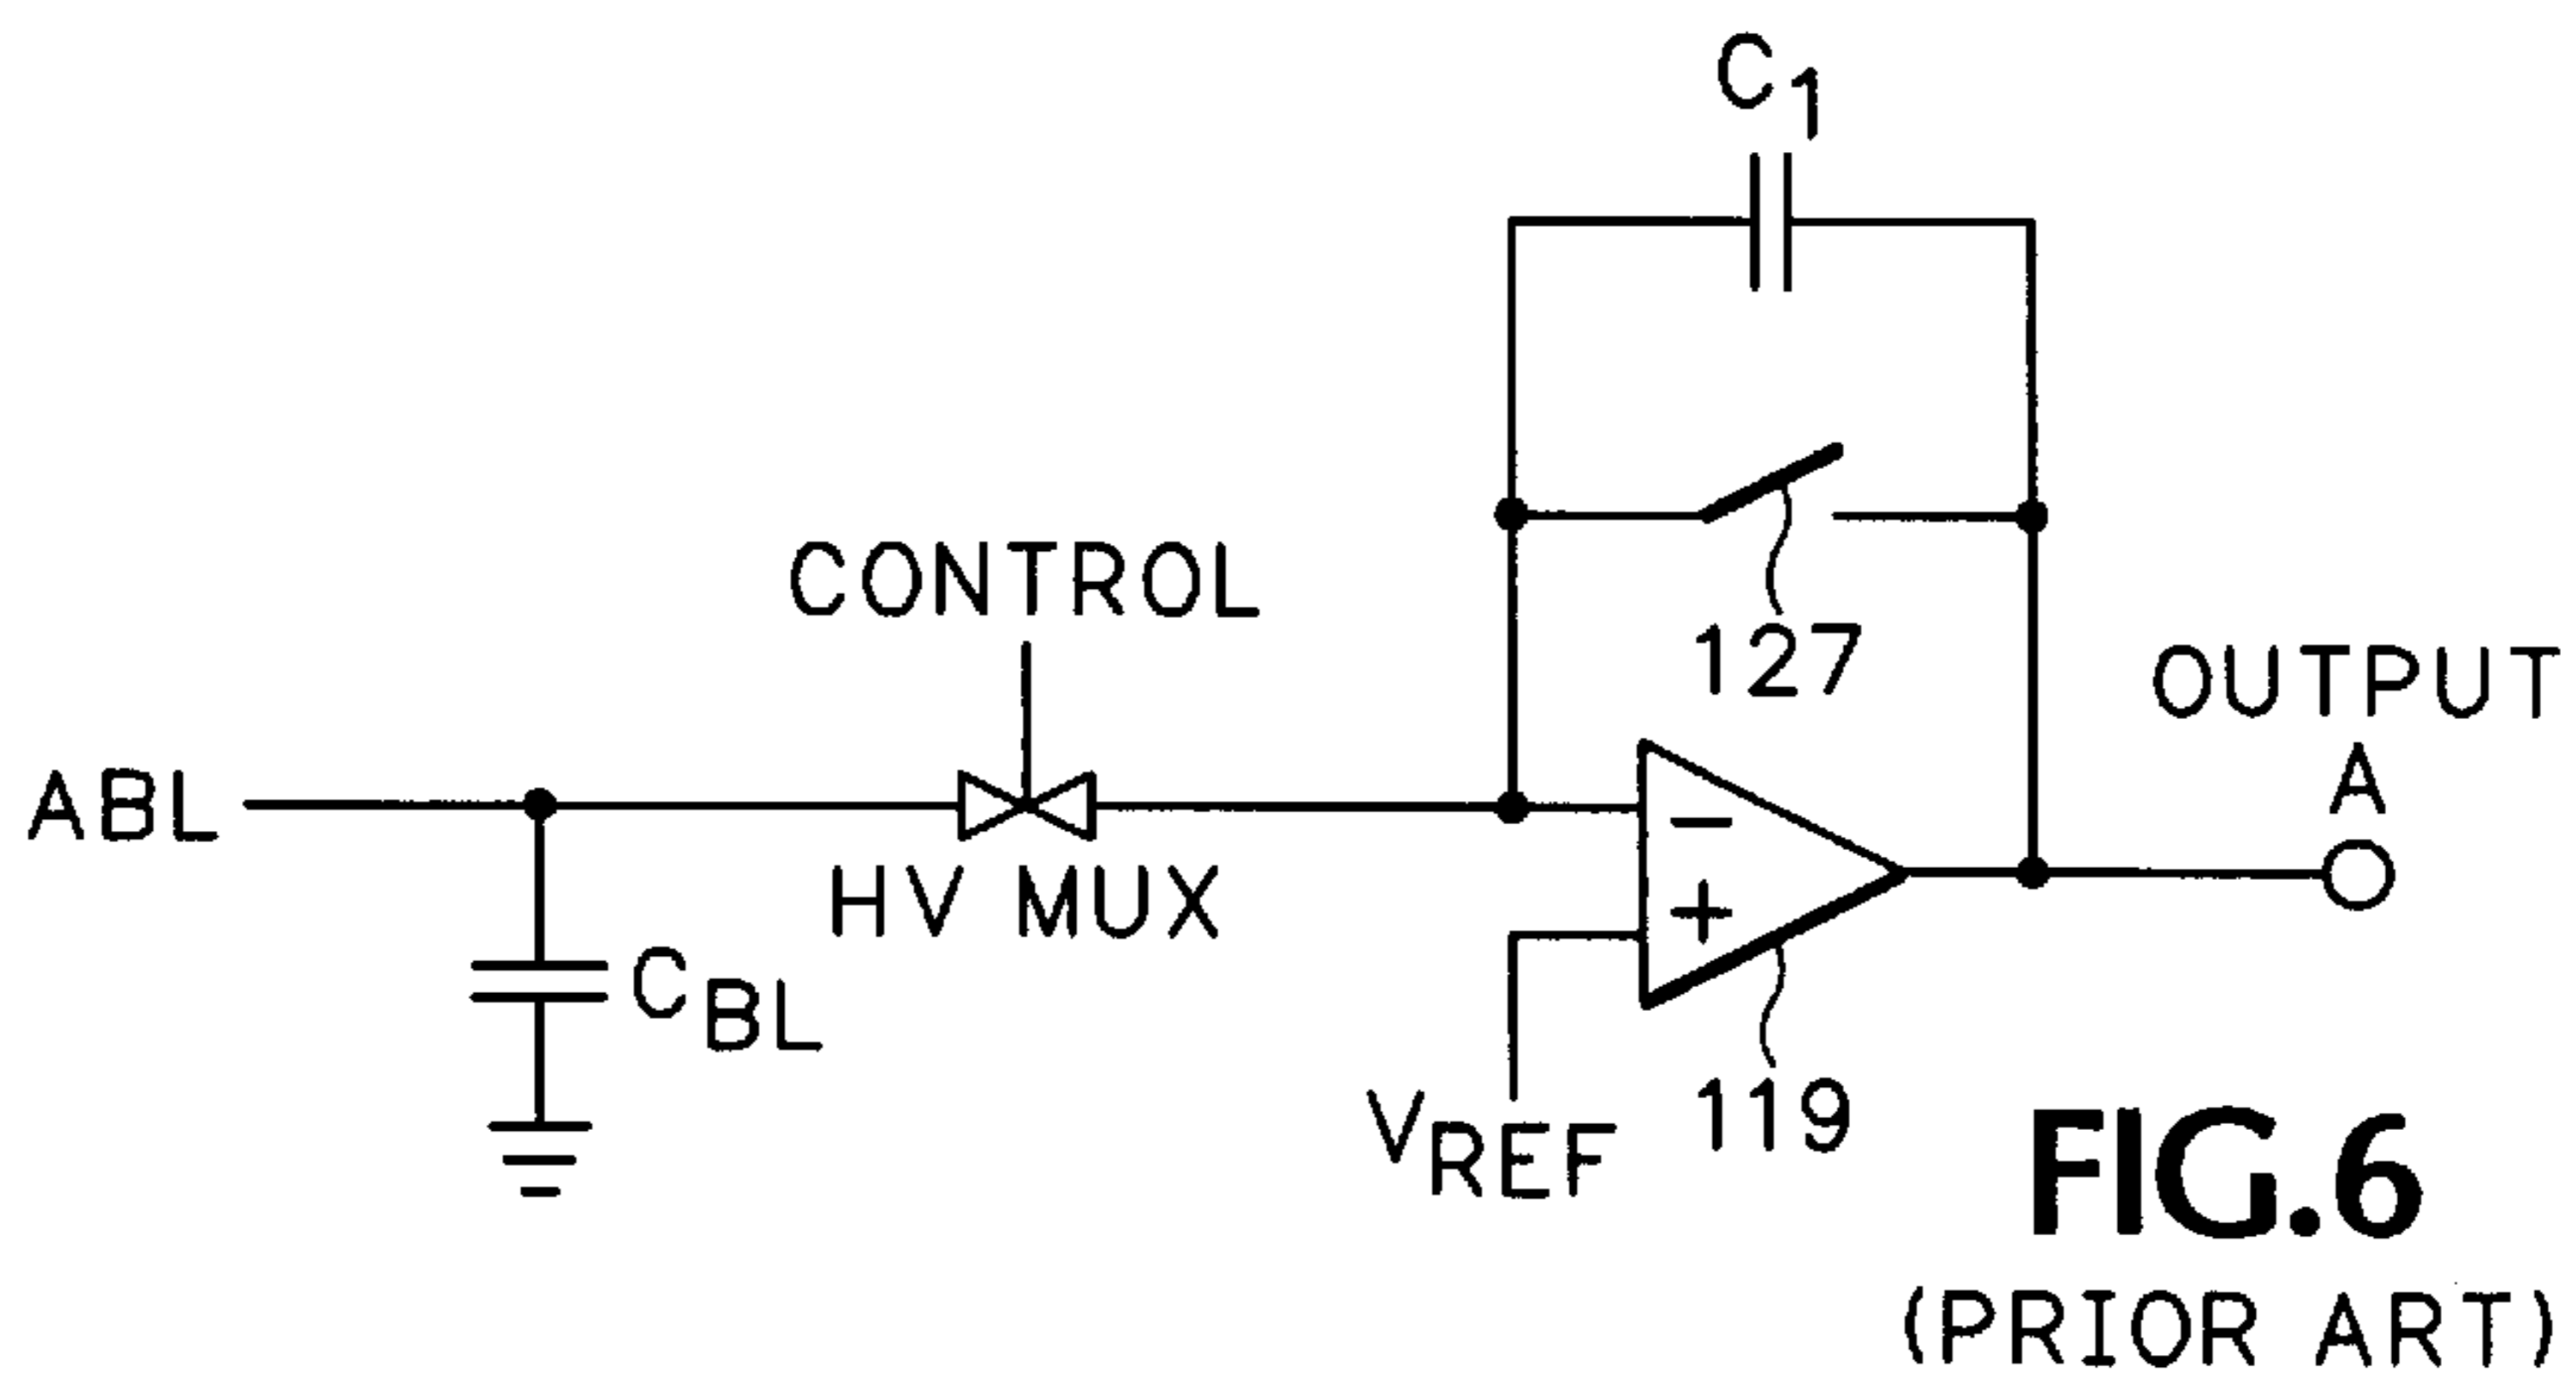 C1
CONTROL
127
OUTPUT
A
ABL
HV MUX
−
+
CBL
VREF
119
FIG.6
(PRIOR ART)